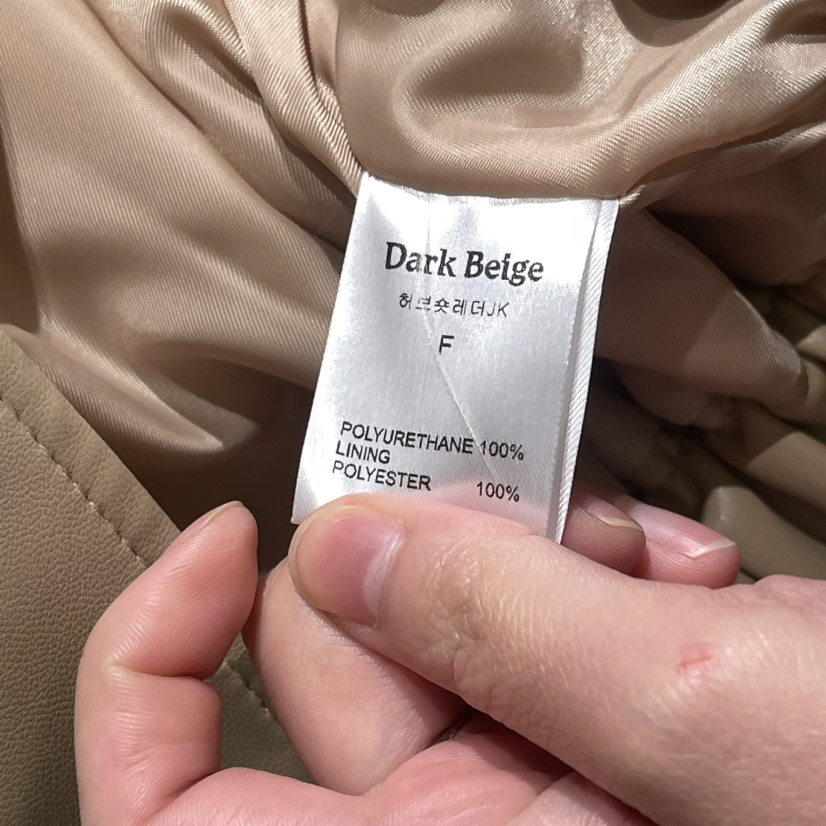 Dark Beige
허브숏레더JK
F
POLYURETHANE 100%
LINING
POLYESTER 100%